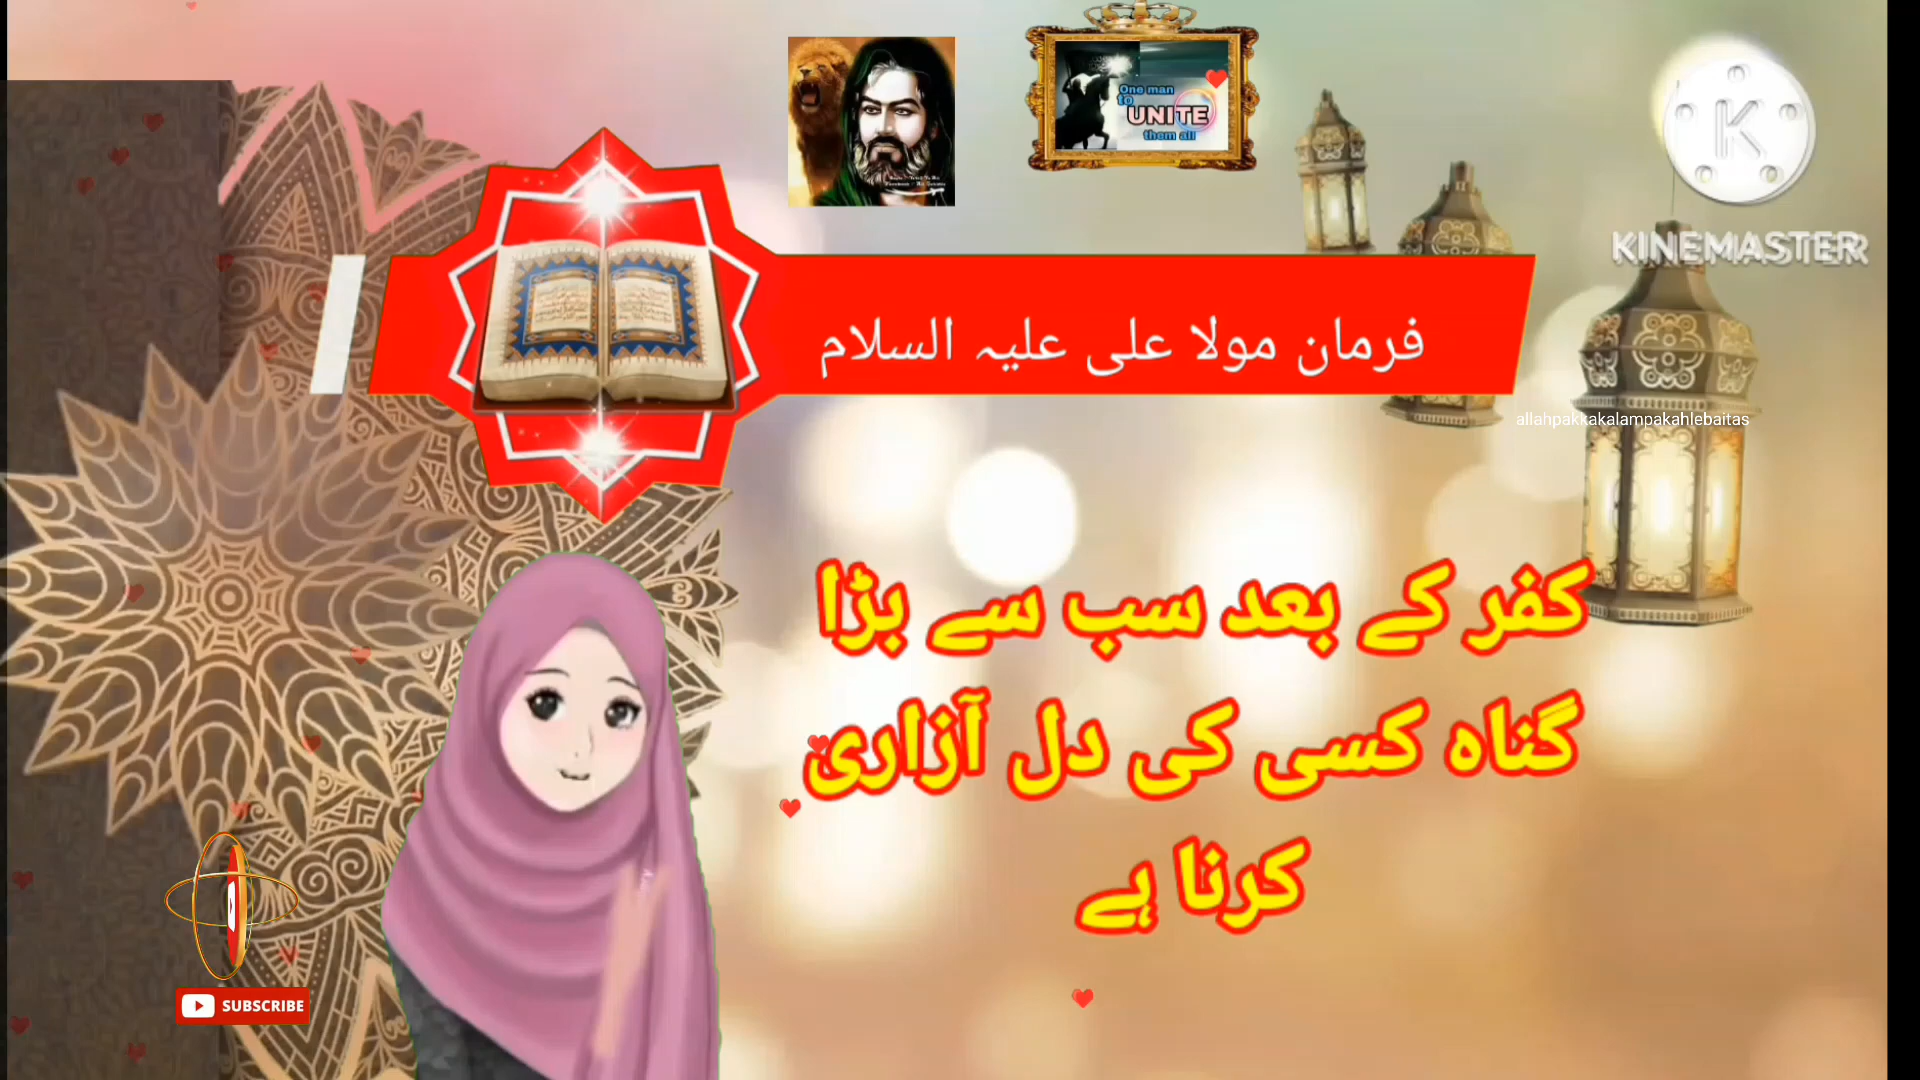 One man
to
UNITE
them all
KINEMASTER
فرمان مولا علی علیہ السلام
allahpakkakalampakahlebaitas
کفر کے بعد سب سے بڑا
گناہ کسی کی دل آزاری
کرنا ہے
SUBSCRIBE